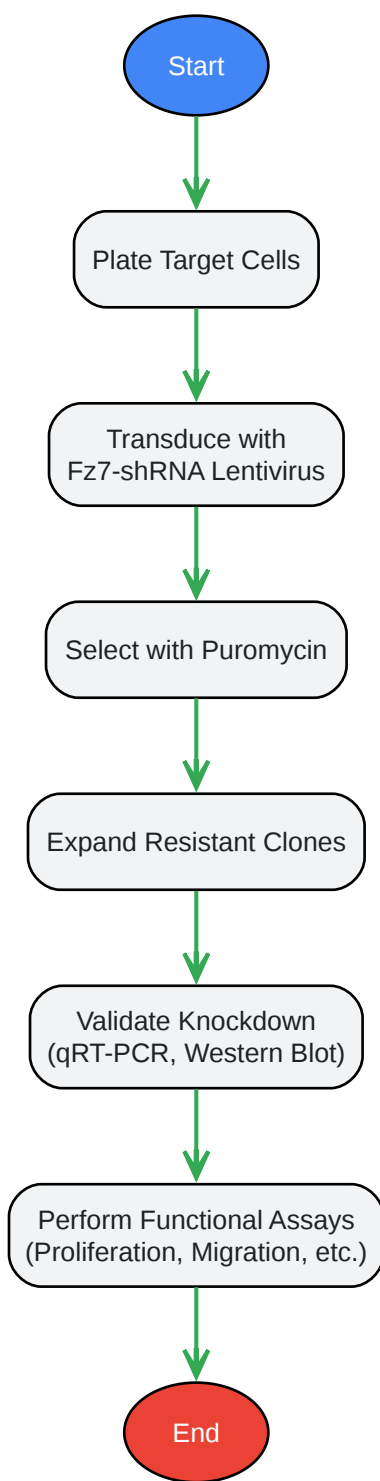 Start
Plate Target Cells
Transduce with
Fz7-shRNA Lentivirus
Select with Puromycin
Expand Resistant Clones
Validate Knockdown
(qRT-PCR, Western Blot)
Perform Functional Assays
(Proliferation, Migration, etc.)
End